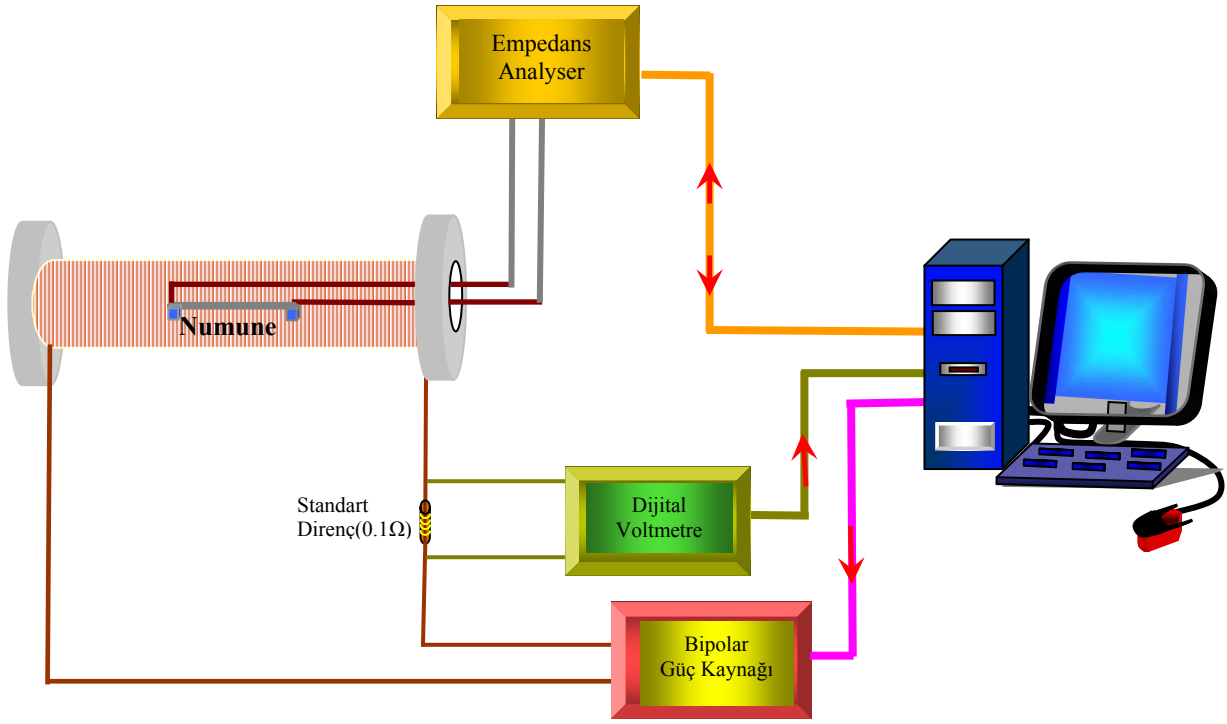 Empedans
Analyser
Numune
Standart
Direnç(0.1Ω)
Dijital
Voltmetre
Bipolar
Güç Kaynağı